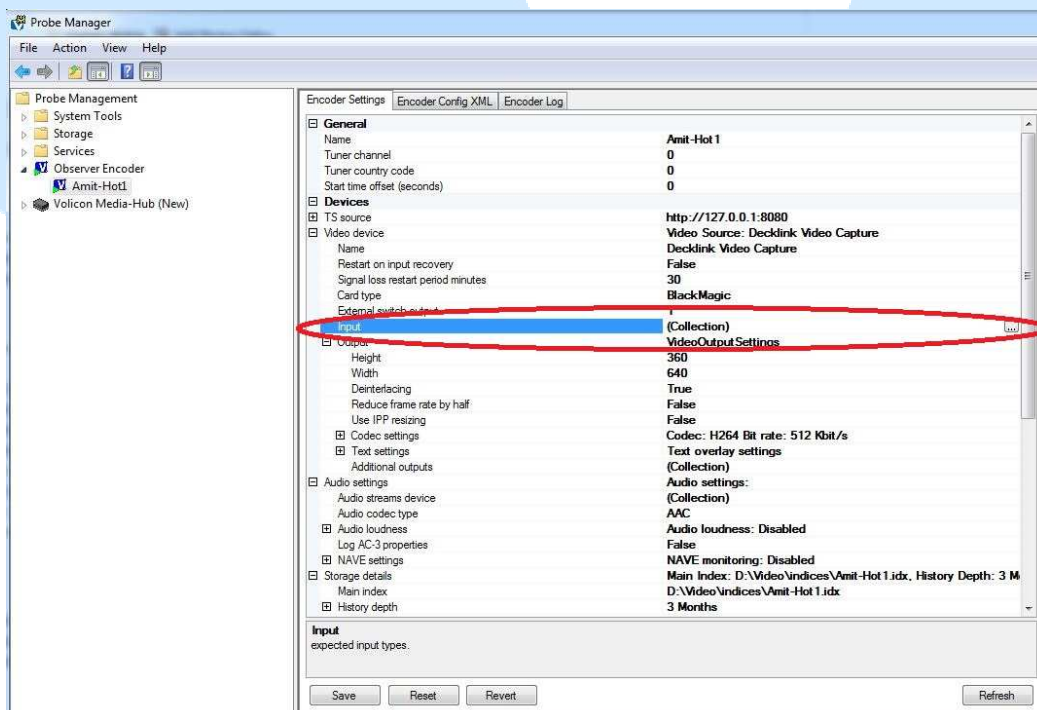 Probe Manager
File Action View Help
Probe Management
System Tools
Storage
Services
Observer Encoder
Amit-Hot1
Volicon Media-Hub (New)
Encoder Settings Encoder Config XML Encoder Log
General
Name Amit-Hot1
Tuner channel 0
Tuner country code 0
Start time offset (seconds) 0
Devices
TS source http://127.0.0.1:8080
Video device Video Source: Decklink Video Capture
Name Decklink Video Capture
Restart on input recovery False
Signal loss restart period minutes 30
Card type BlackMagic
External switch output 1
Input (Collection) ...
Output VideoOutputSettings
Height 360
Width 640
Deinterlacing True
Reduce frame rate by half False
Use IPP resizing False
Codec settings Codec: H264 Bit rate: 512 Kbit/s
Text settings Text overlay settings
Additional outputs (Collection)
Audio settings Audio settings:
Audio streams device (Collection)
Audio codec type AAC
Audio loudness Audio loudness: Disabled
Log AC-3 properties False
NAVE settings NAVE monitoring: Disabled
Storage details Main Index: D:\Video\indices\Amit-Hot1.idx, History Depth: 3 M
Main index D:\Video\indices\Amit-Hot1.idx
History depth 3 Months
Input
expected input types.
Save Reset Revert Refresh